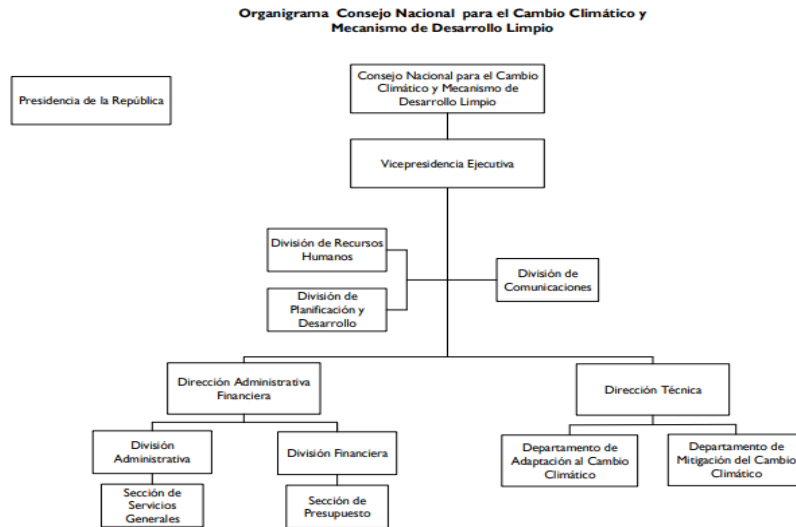 Organigrama Consejo Nacional para el Cambio Climático y
Mecanismo de Desarrollo Limpio
Presidencia de la República
Consejo Nacional para el Cambio
Climático y Mecanismo de
Desarrollo Limpio
Vicepresidencia Ejecutiva
División de Recursos
Humanos
División de
Comunicaciones
División de
Planificación y
Desarrollo
Dirección Administrativa
Financiera
Dirección Técnica
División
Administrativa
División Financiera
Departamento de
Adaptación al Cambio
Climático
Departamento de
Mitigación del Cambio
Climático
Sección de
Servicios
Generales
Sección de
Presupuesto